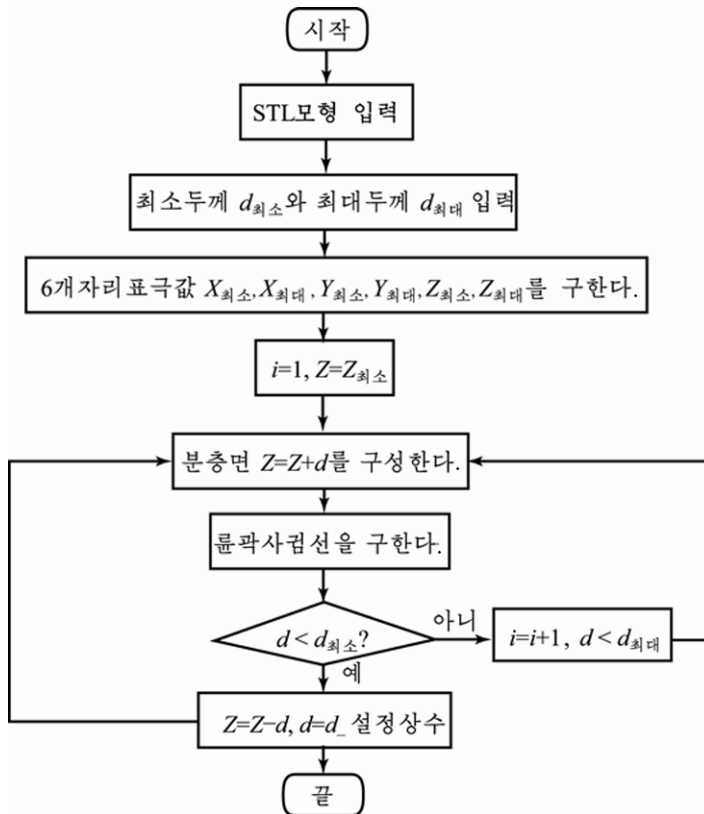 시작
STL모형 입력
최소두께 d최소와 최대두께 d최대 입력
6개자리표극값 X최소, X최대, Y최소, Y최대, Z최소, Z최대를 구한다.
i=1, Z=Z최소
분층면 Z=Z+d를 구성한다.
륜곽사귐선을 구한다.
d < d최소?
아니
i=i+1, d < d최대
예
Z=Z−d, d=d_ 설정상수
끝